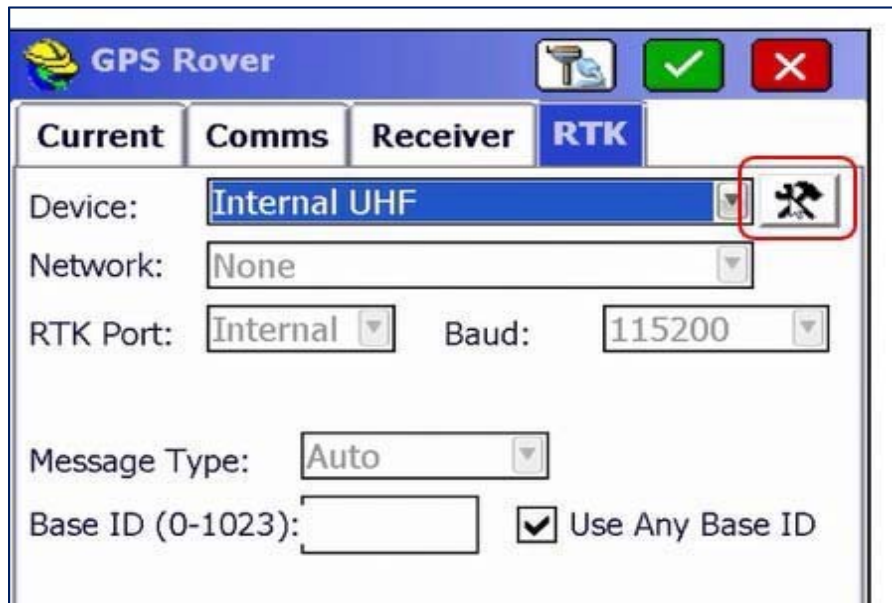 GPS Rover
Current Comms Receiver RTK
Device: Internal UHF
Network: None
RTK Port: Internal Baud: 115200
Message Type: Auto
Base ID (0-1023): Use Any Base ID